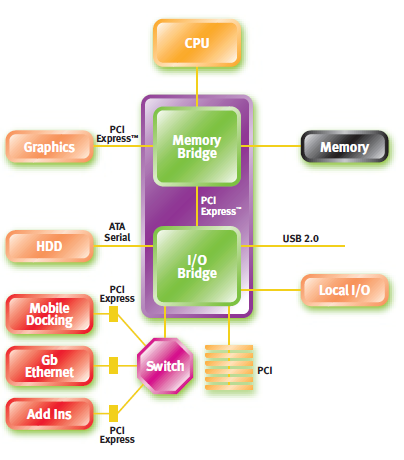 CPU
PCI
Express™
Graphics
Memory
Bridge
Memory
PCI
Express™
ATA
Serial
HDD
I/O
Bridge
USB 2.0
PCI
Express
Local I/O
Mobile
Docking
Gb
Ethernet
Switch
PCI
Add Ins
PCI
Express